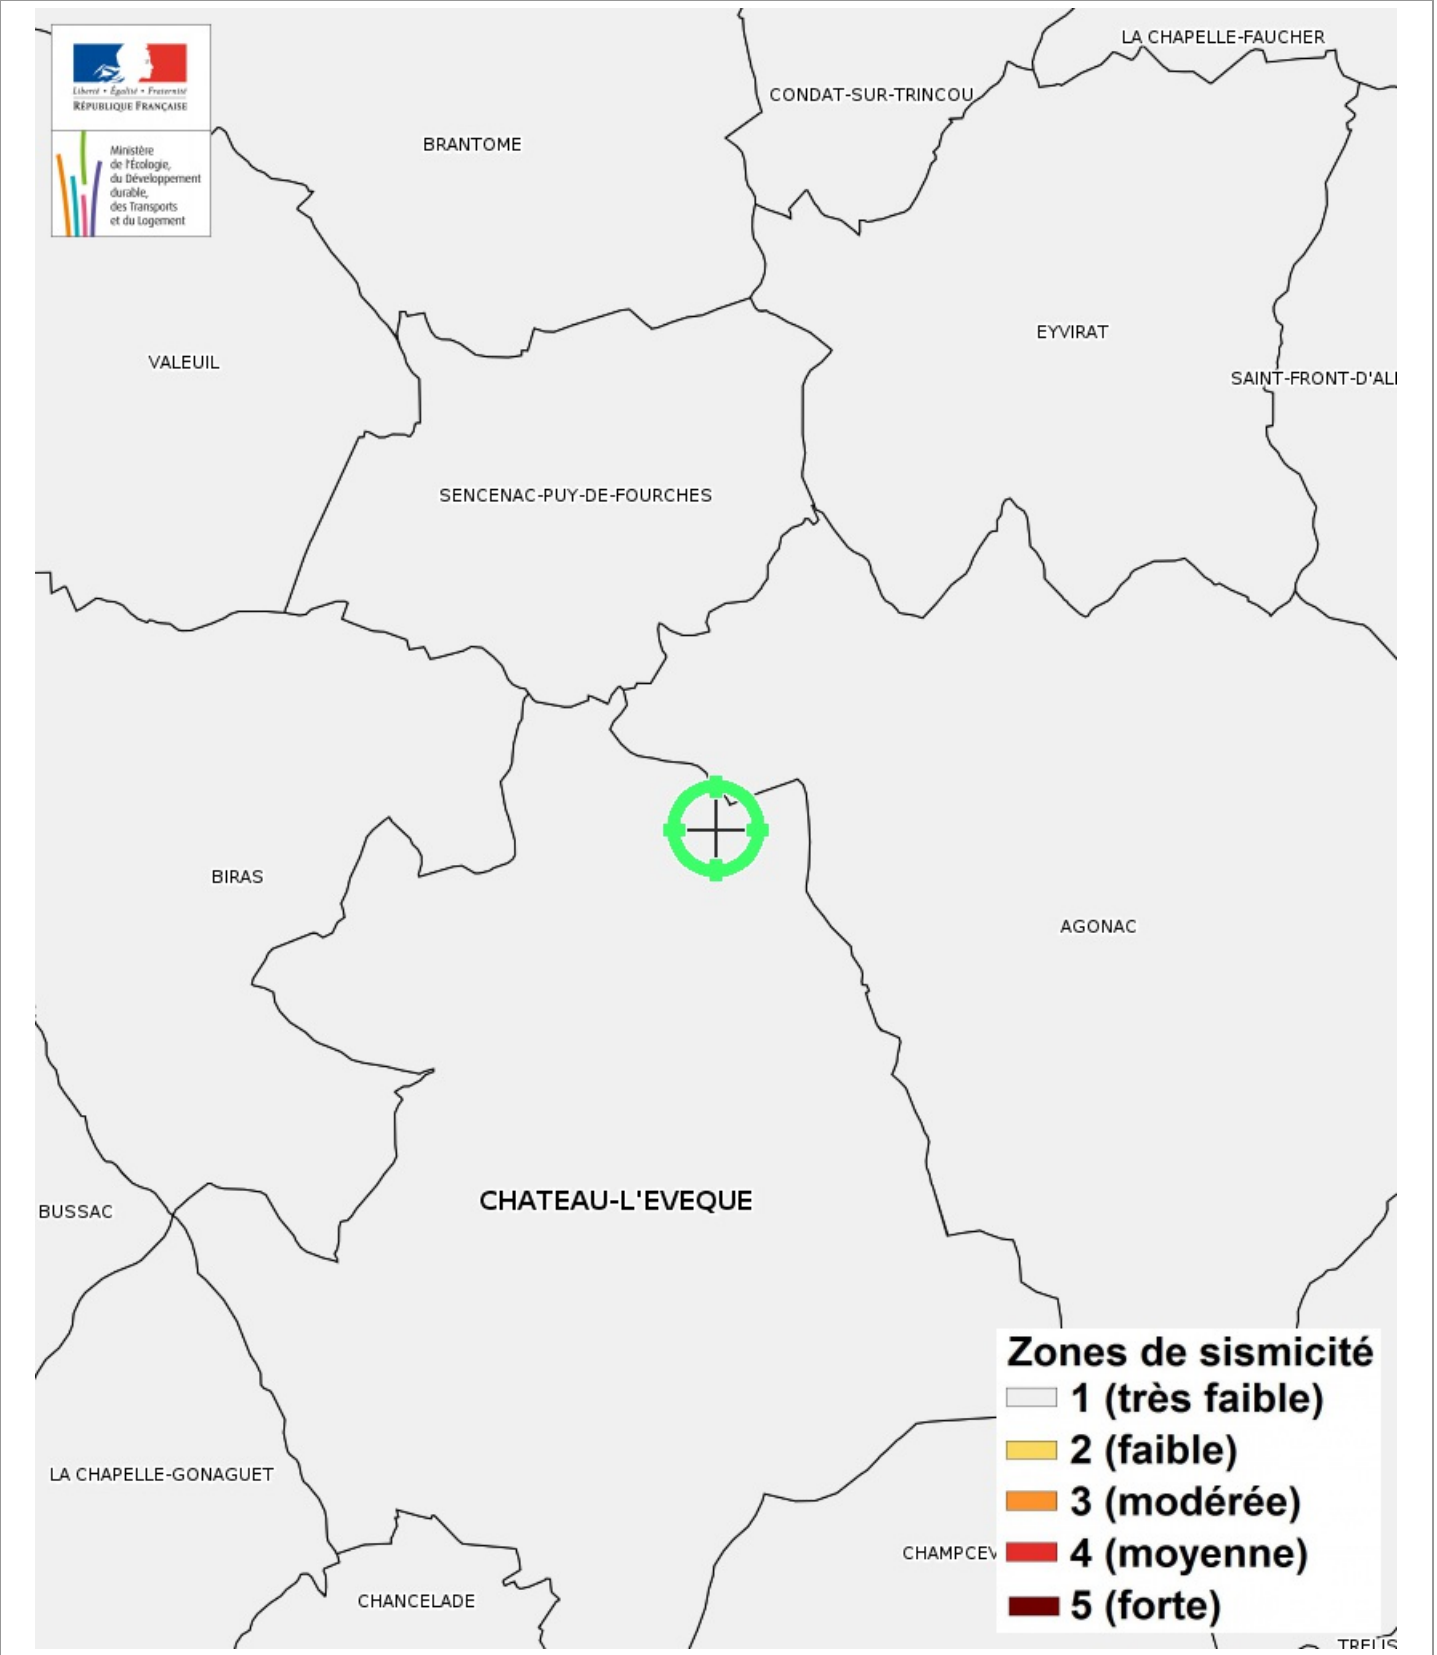 LA CHAPELLE-FAUCHER
Liberté • Égalité • Fraternité
RÉPUBLIQUE FRANÇAISE
CONDAT-SUR-TRINCOU
BRANTOME
Ministère
de l'Écologie,
du Développement
durable,
des Transports
et du Logement
EYVIRAT
VALEUIL
SAINT-FRONT-D'AL
SENCENAC-PUY-DE-FOURCHES
BIRAS
AGONAC
CHATEAU-L'EVEQUE
BUSSAC
Zones de sismicité
1 (très faible)
2 (faible)
3 (modérée)
4 (moyenne)
5 (forte)
LA CHAPELLE-GONAGUET
CHAMPCEV
CHANCELADE
TRELIS